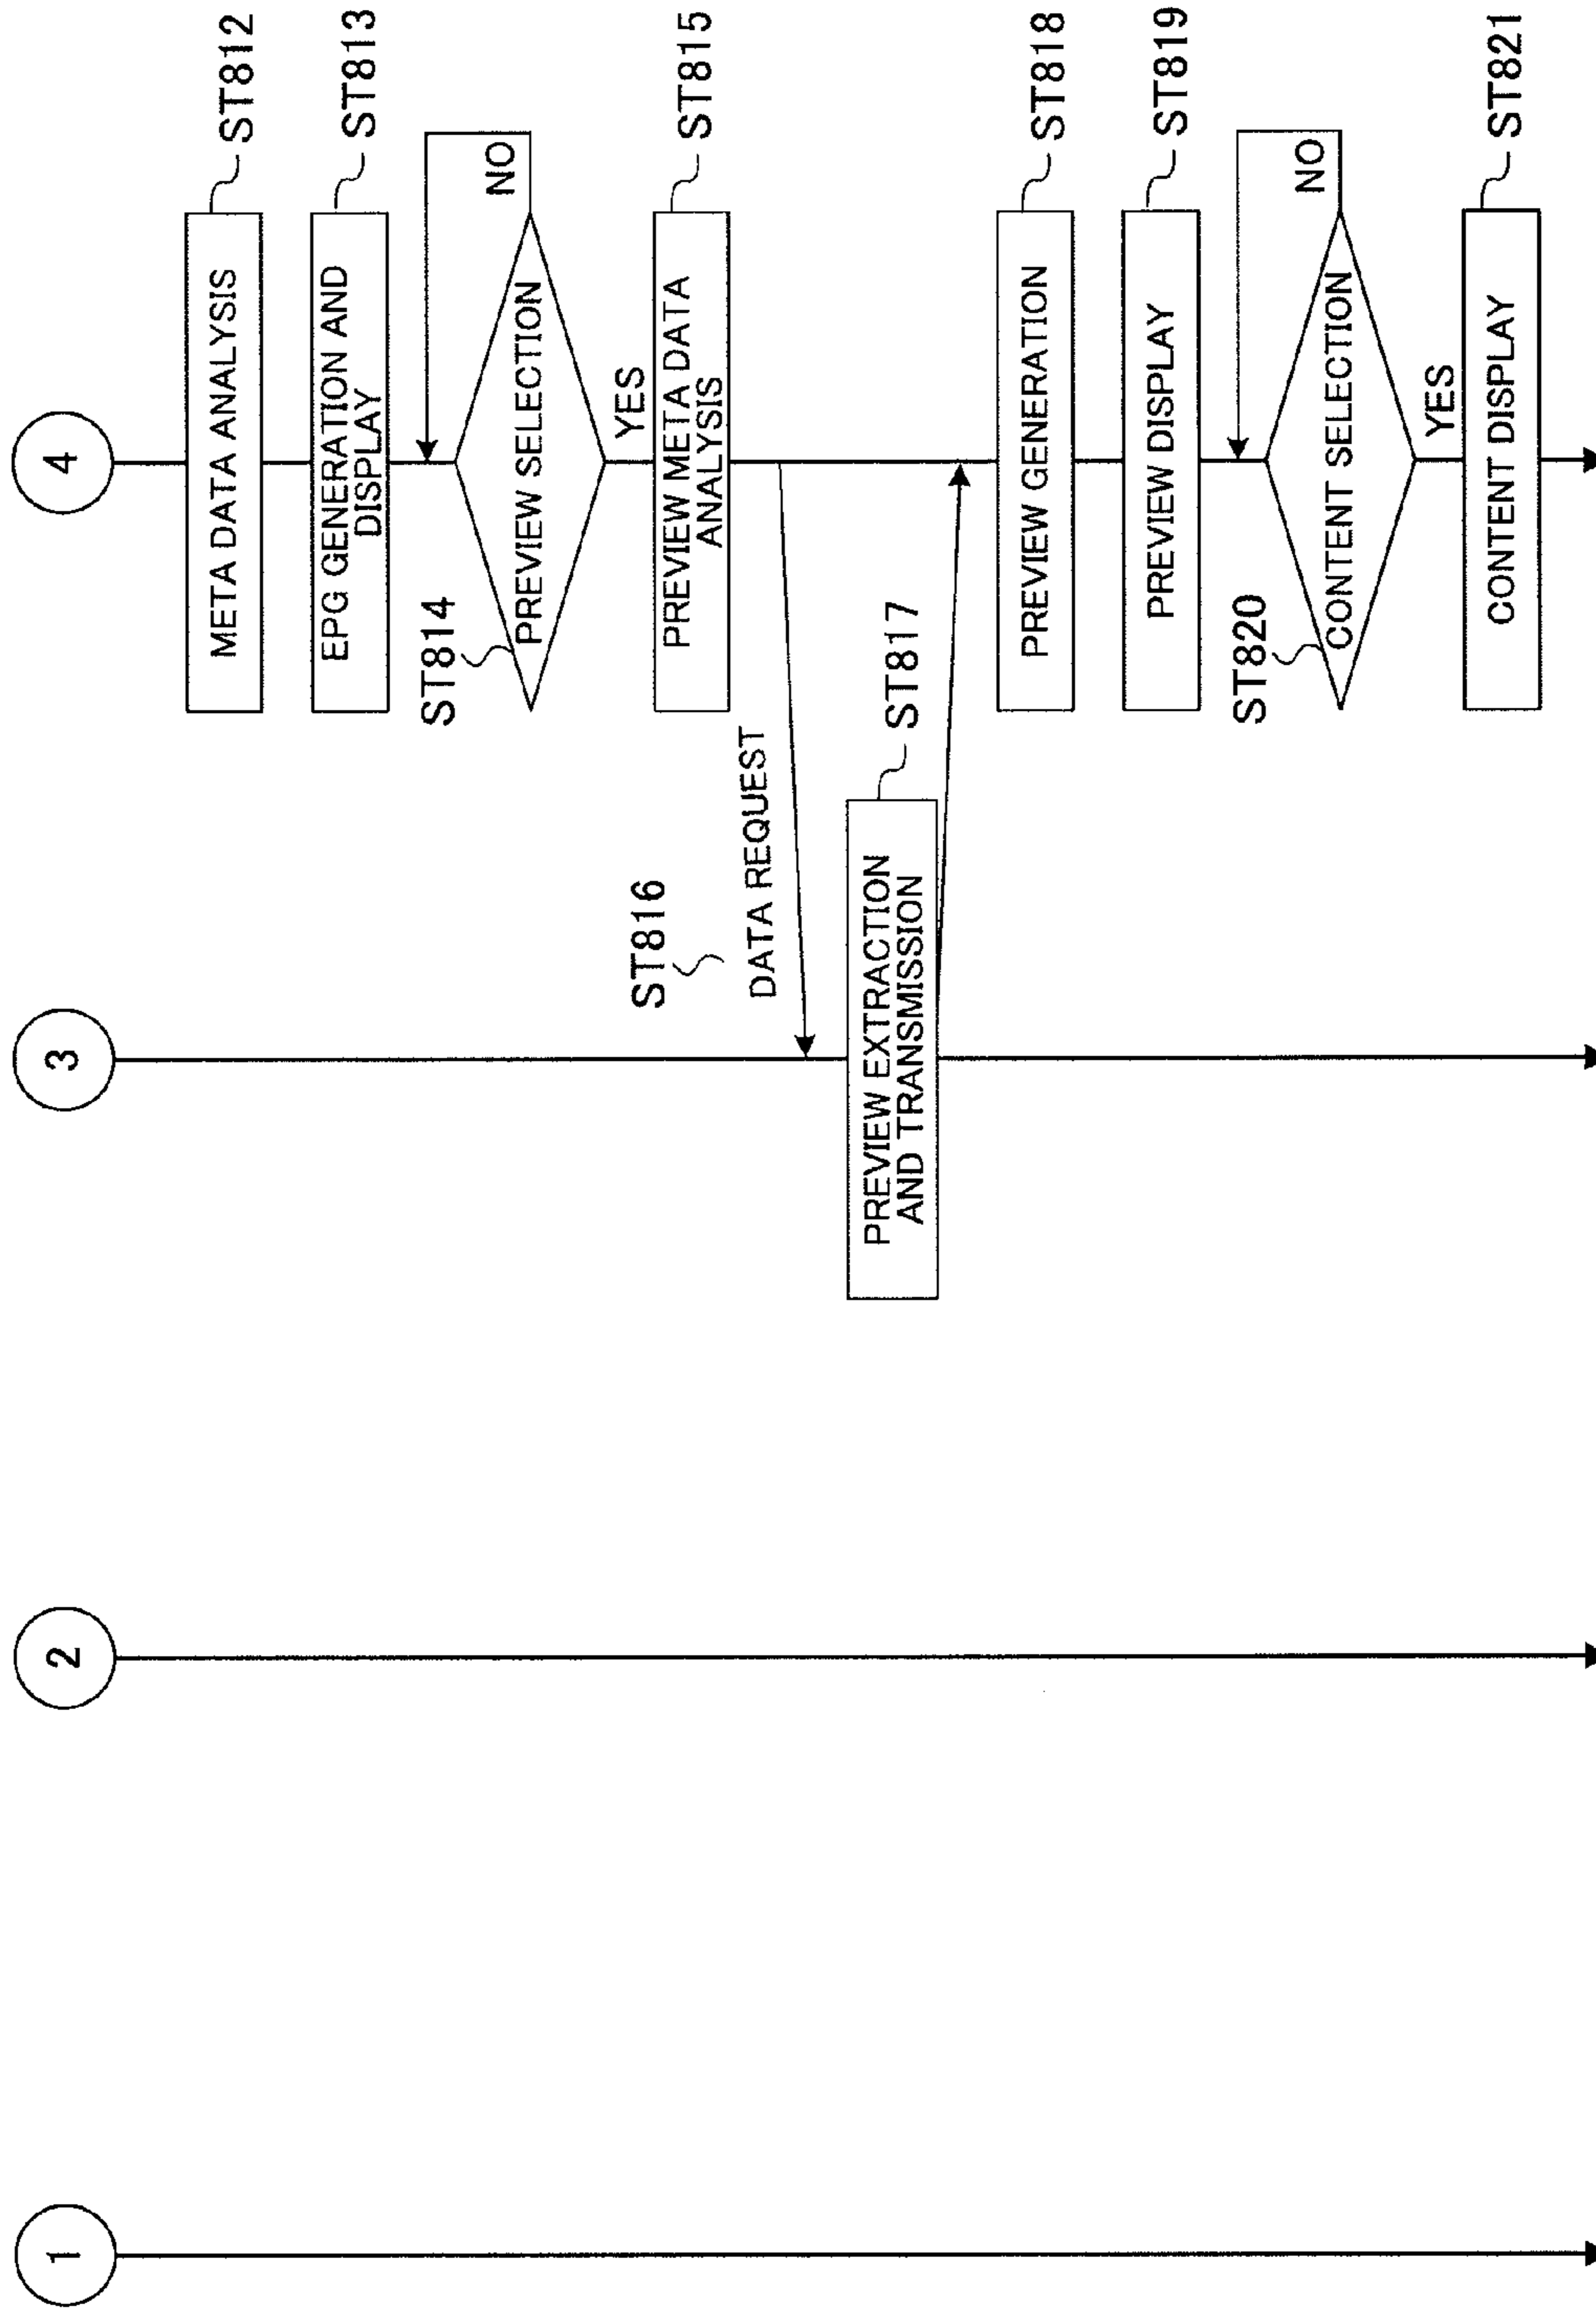 1
2
3
4
META DATA ANALYSIS
ST812
EPG GENERATION AND
DISPLAY
ST813
ST814
PREVIEW SELECTION
NO
YES
PREVIEW META DATA
ANALYSIS
ST815
ST816
DATA REQUEST
PREVIEW EXTRACTION
AND TRANSMISSION
ST817
PREVIEW GENERATION
ST818
PREVIEW DISPLAY
ST819
ST820
CONTENT SELECTION
NO
YES
CONTENT DISPLAY
ST821